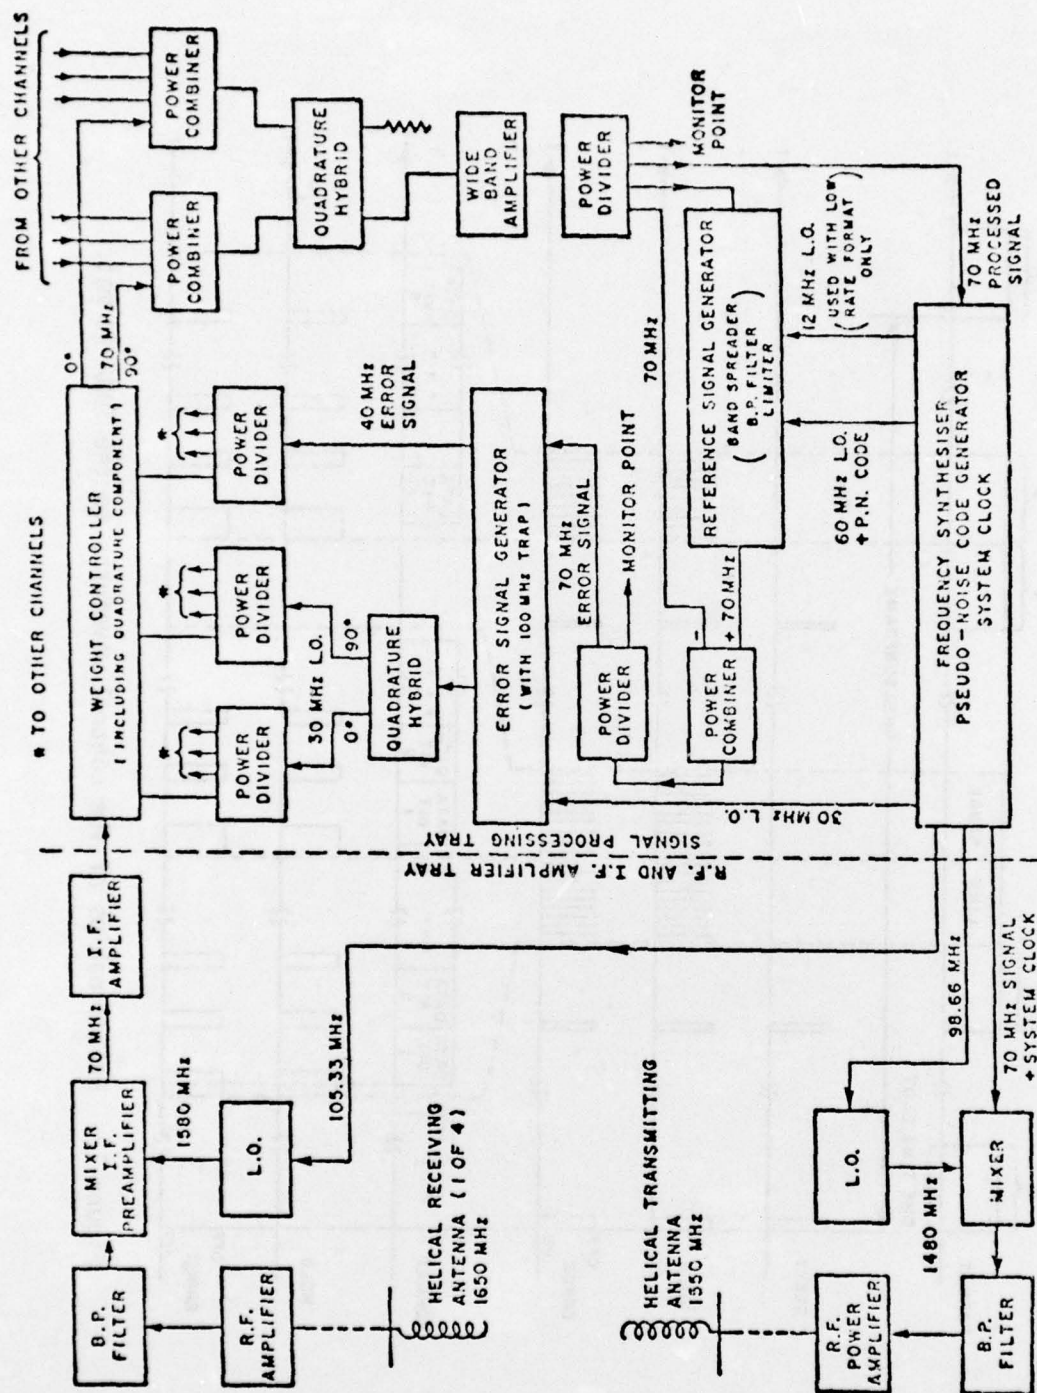 FROM OTHER CHANNELS
* TO OTHER CHANNELS
POWER
COMBINER
POWER
COMBINER
QUADRATURE
HYBRID
WIDE
BAND
AMPLIFIER
POWER
DIVIDER
MONITOR
POINT
0°
70 MHz
90°
WEIGHT CONTROLLER
(INCLUDING QUADRATURE COMPONENT)
*
POWER
DIVIDER
*
POWER
DIVIDER
*
POWER
DIVIDER
40 MHz
ERROR
SIGNAL
30 MHz L.O.
0°
90°
QUADRATURE
HYBRID
ERROR SIGNAL GENERATOR
(WITH 100 MHz TRAP)
70 MHz
ERROR SIGNAL
MONITOR POINT
POWER
DIVIDER
POWER
COMBINER
-
+ 70MHz
70 MHz
REFERENCE SIGNAL GENERATOR
(BAND SPREADER
B.P. FILTER
LIMITER)
60 MHz L.O.
+ P.N. CODE
12 MHz L.O.
(USED WITH LOW
RATE FORMAT
ONLY)
70 MHz
PROCESSED
SIGNAL
30 MHz L.O.
FREQUENCY SYNTHESISER
PSEUDO-NOISE CODE GENERATOR
SYSTEM CLOCK
SIGNAL PROCESSING TRAY
R.F. AND I.F. AMPLIFIER TRAY
I.F.
AMPLIFIER
70 MHz
MIXER
I.F.
PREAMPLIFIER
1580 MHz
L.O.
105.33 MHz
B.P.
FILTER
R.F.
AMPLIFIER
HELICAL RECEIVING
ANTENNA (1 OF 4)
1650 MHz
HELICAL TRANSMITTING
ANTENNA
1550 MHz
98.66 MHz
70 MHz SIGNAL
+ SYSTEM CLOCK
L.O.
1480 MHz
MIXER
B.P.
FILTER
R.F.
POWER
AMPLIFIER